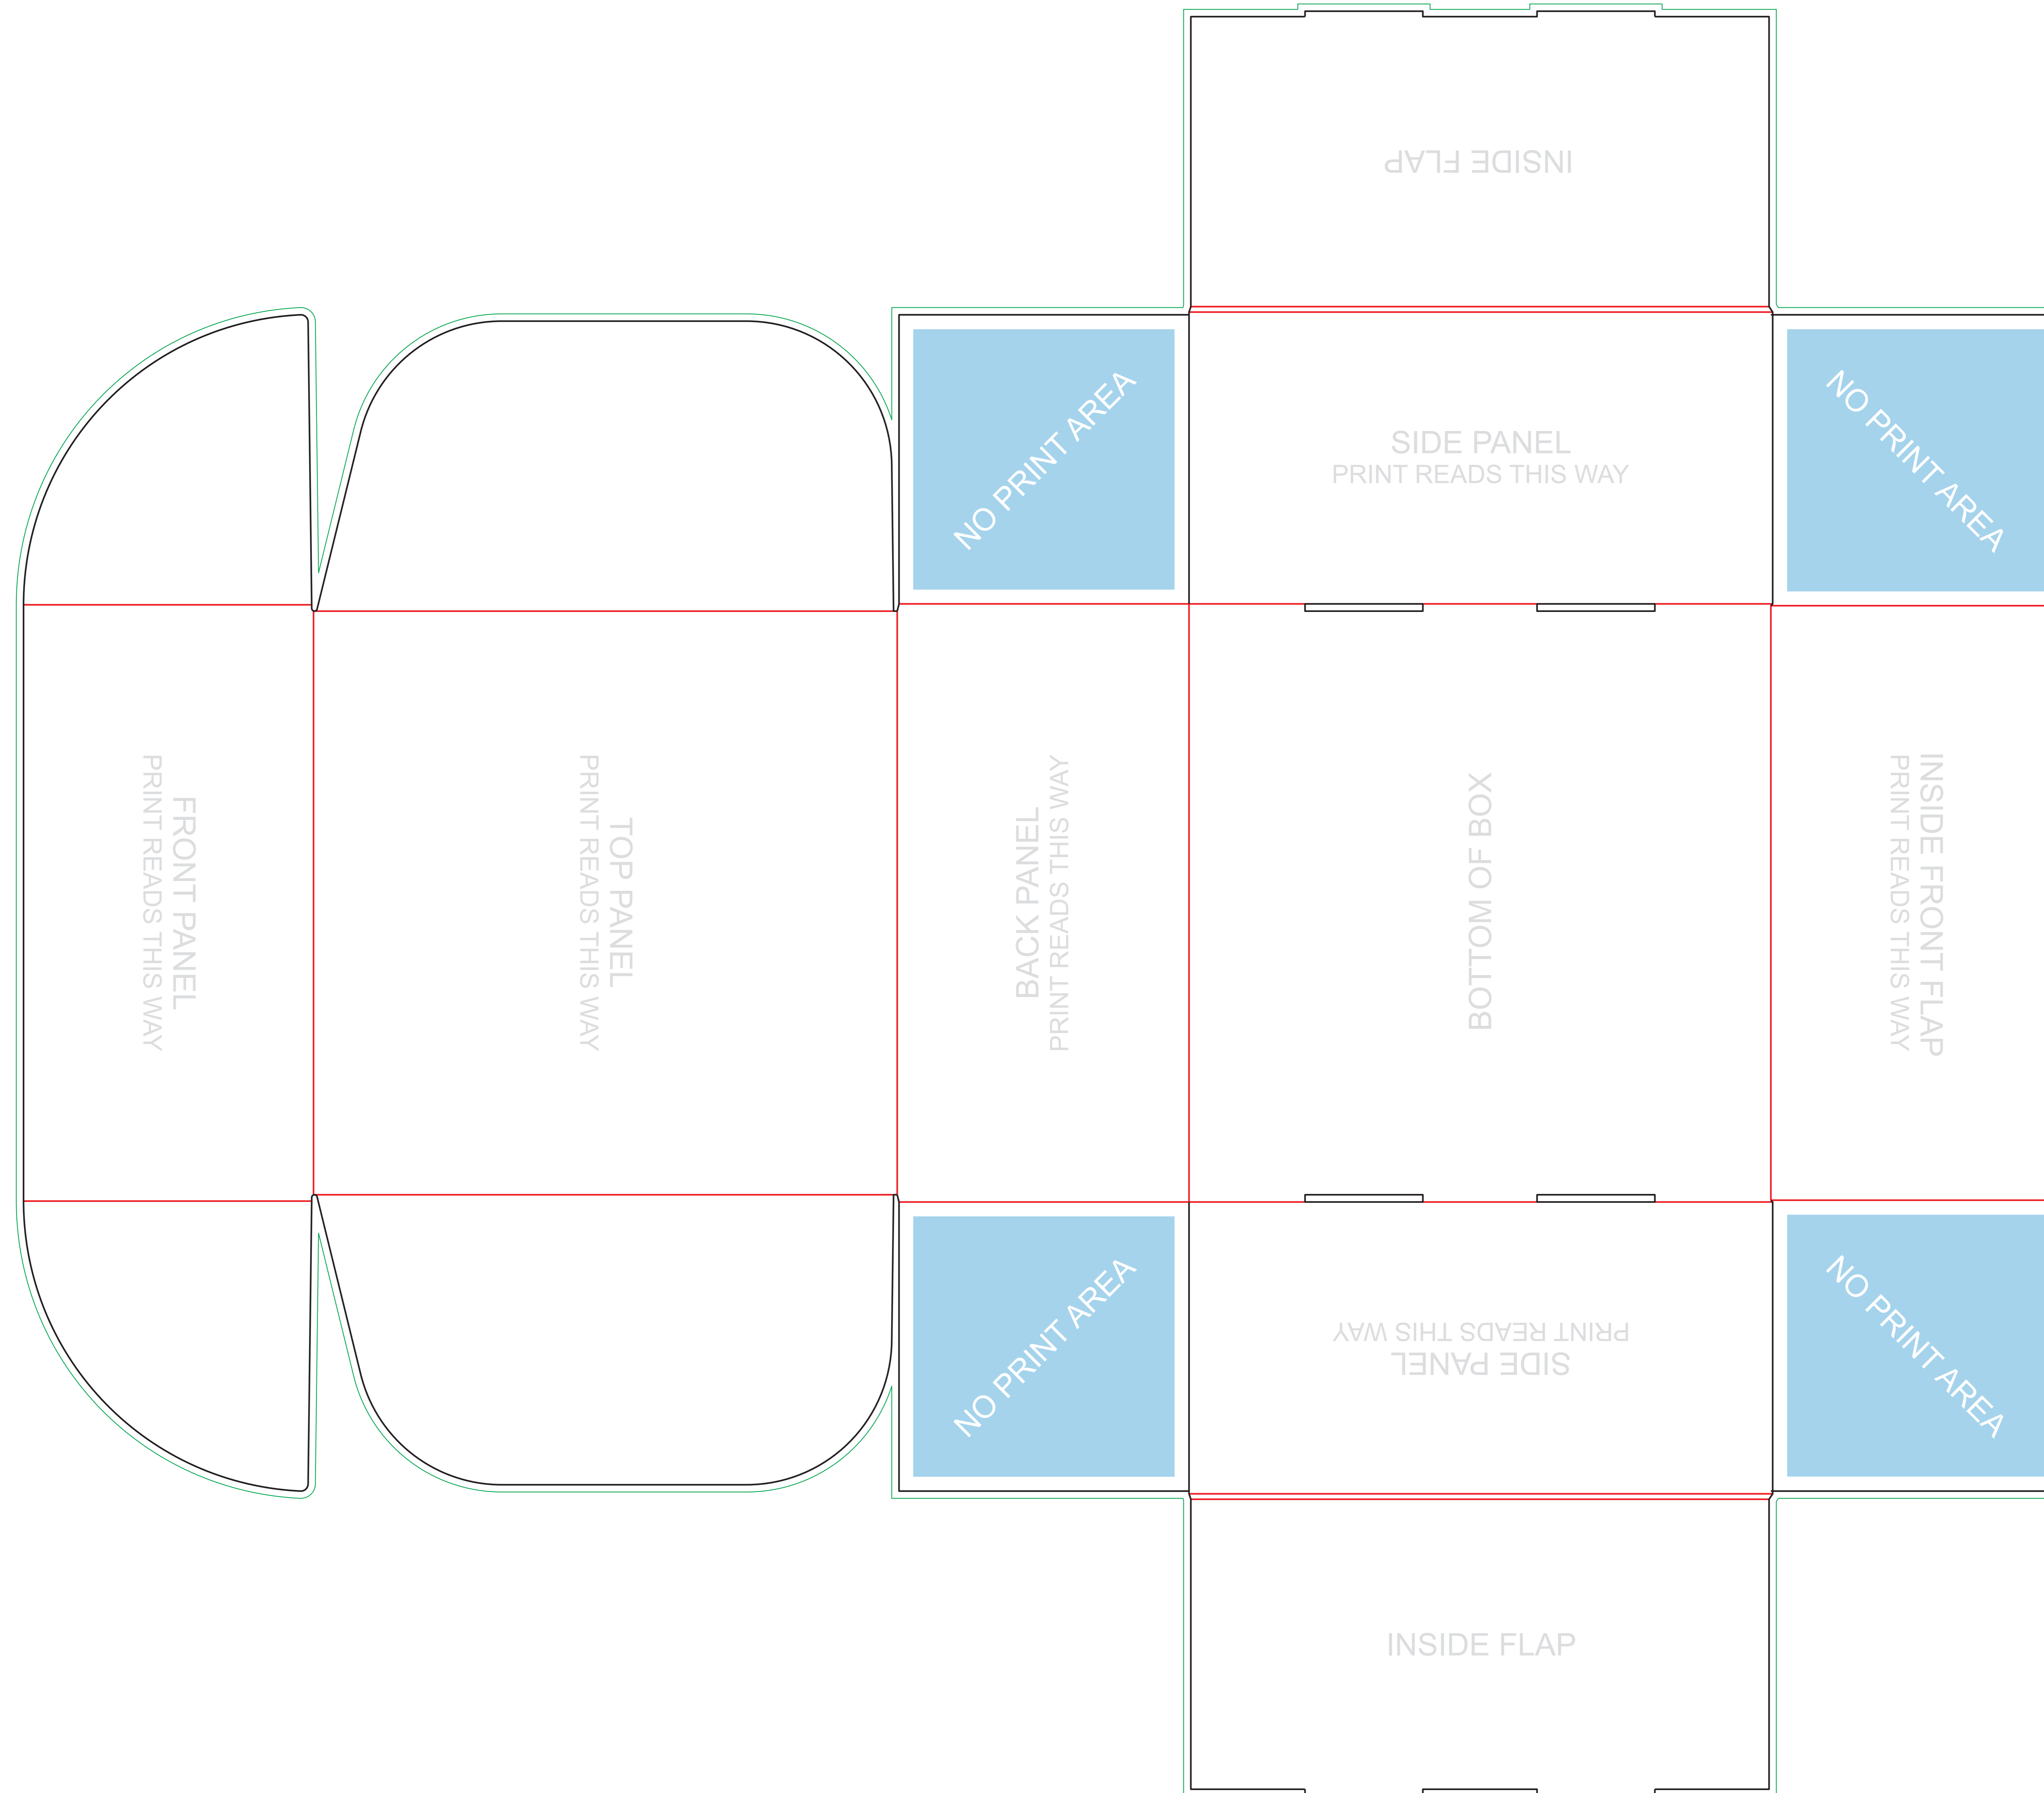 INSIDE FLAP
NO PRINT AREA
SIDE PANEL
PRINT READS THIS WAY
NO PRINT AREA
FRONT PANEL
PRINT READS THIS WAY
TOP PANEL
PRINT READS THIS WAY
BACK PANEL
PRINT READS THIS WAY
BOTTOM OF BOX
INSIDE FRONT FLAP
PRINT READS THIS WAY
NO PRINT AREA
SIDE PANEL
PRINT READS THIS WAY
NO PRINT AREA
INSIDE FLAP